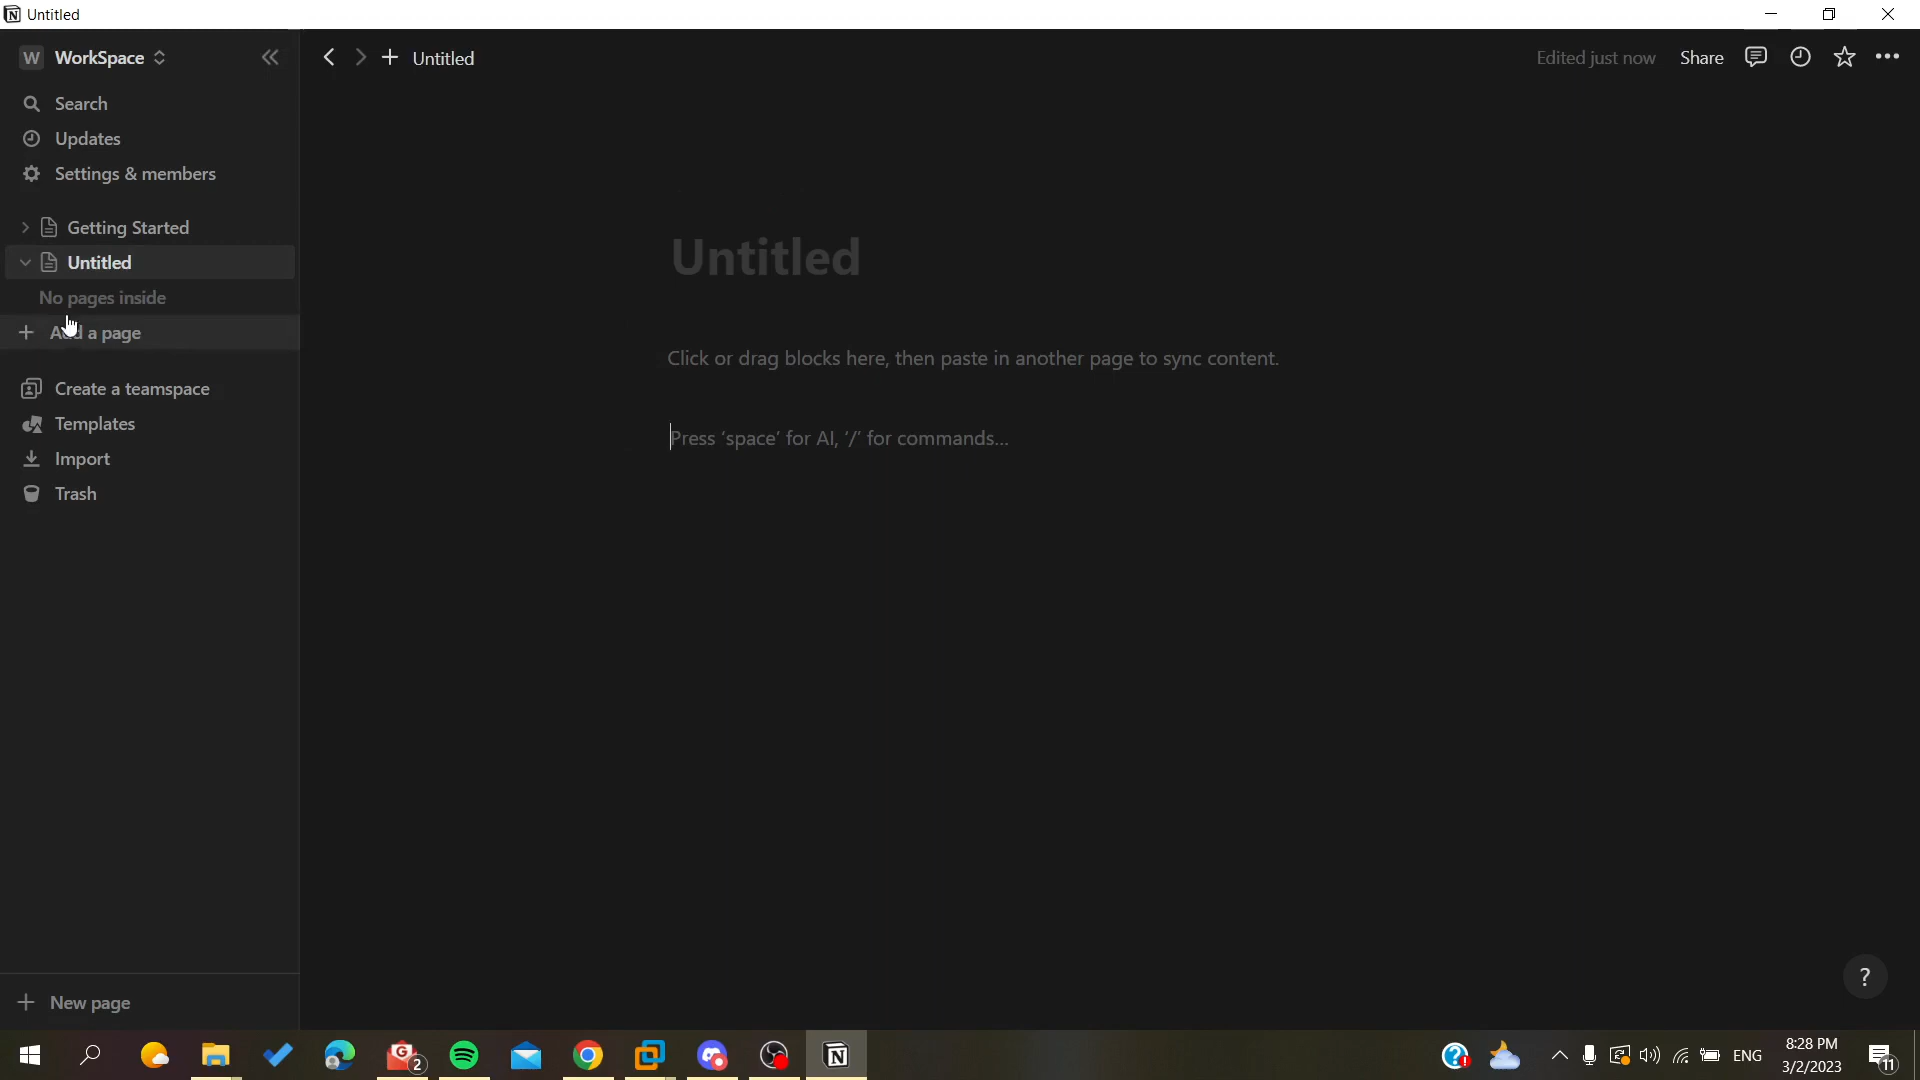 Untitled
W WorkSpace
Untitled
Edited just now
Share
Search
Updates
Settings & members
Getting Started
Untitled
No pages inside
Add a page
Create a teamspace
Templates
Import
Trash
Untitled
Click or drag blocks here, then paste in another page to sync content.
Press ‘space’ for AI, ‘/’ for commands...
?
New page
2
ENG
8:28 PM
3/2/2023
11